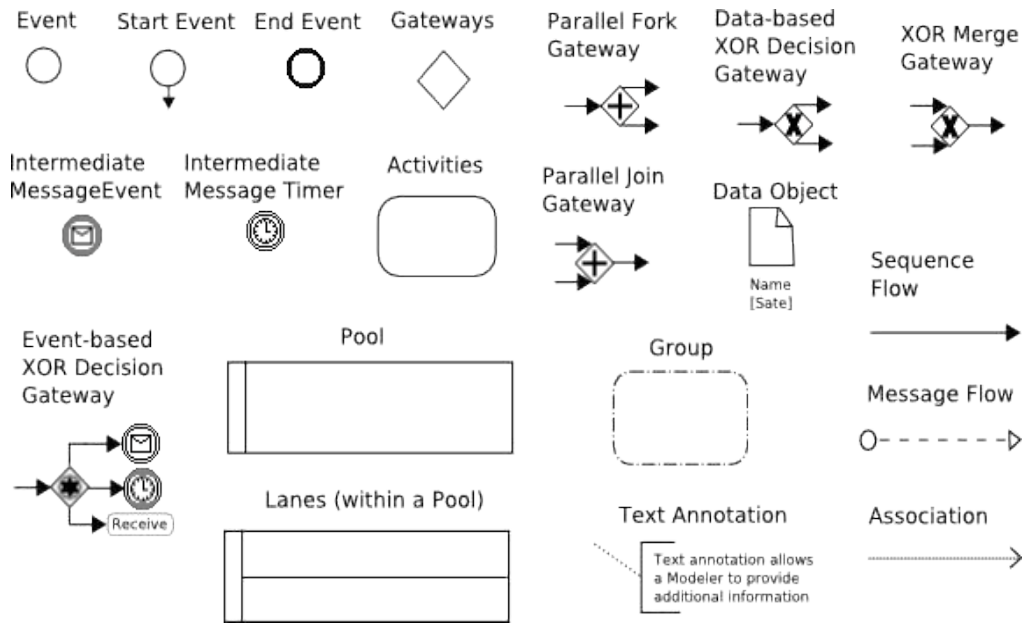 Event
Start Event
End Event
Gateways
Parallel Fork
Gateway
Data-based
XOR Decision
Gateway
XOR Merge
Gateway
Intermediate
MessageEvent
Intermediate
Message Timer
Activities
Parallel Join
Gateway
Data Object
Name
[Sate]
Sequence
Flow
Event-based
XOR Decision
Gateway
Receive
Pool
Group
Message Flow
Lanes (within a Pool)
Text Annotation
Text annotation allows
a Modeler to provide
additional information
Association